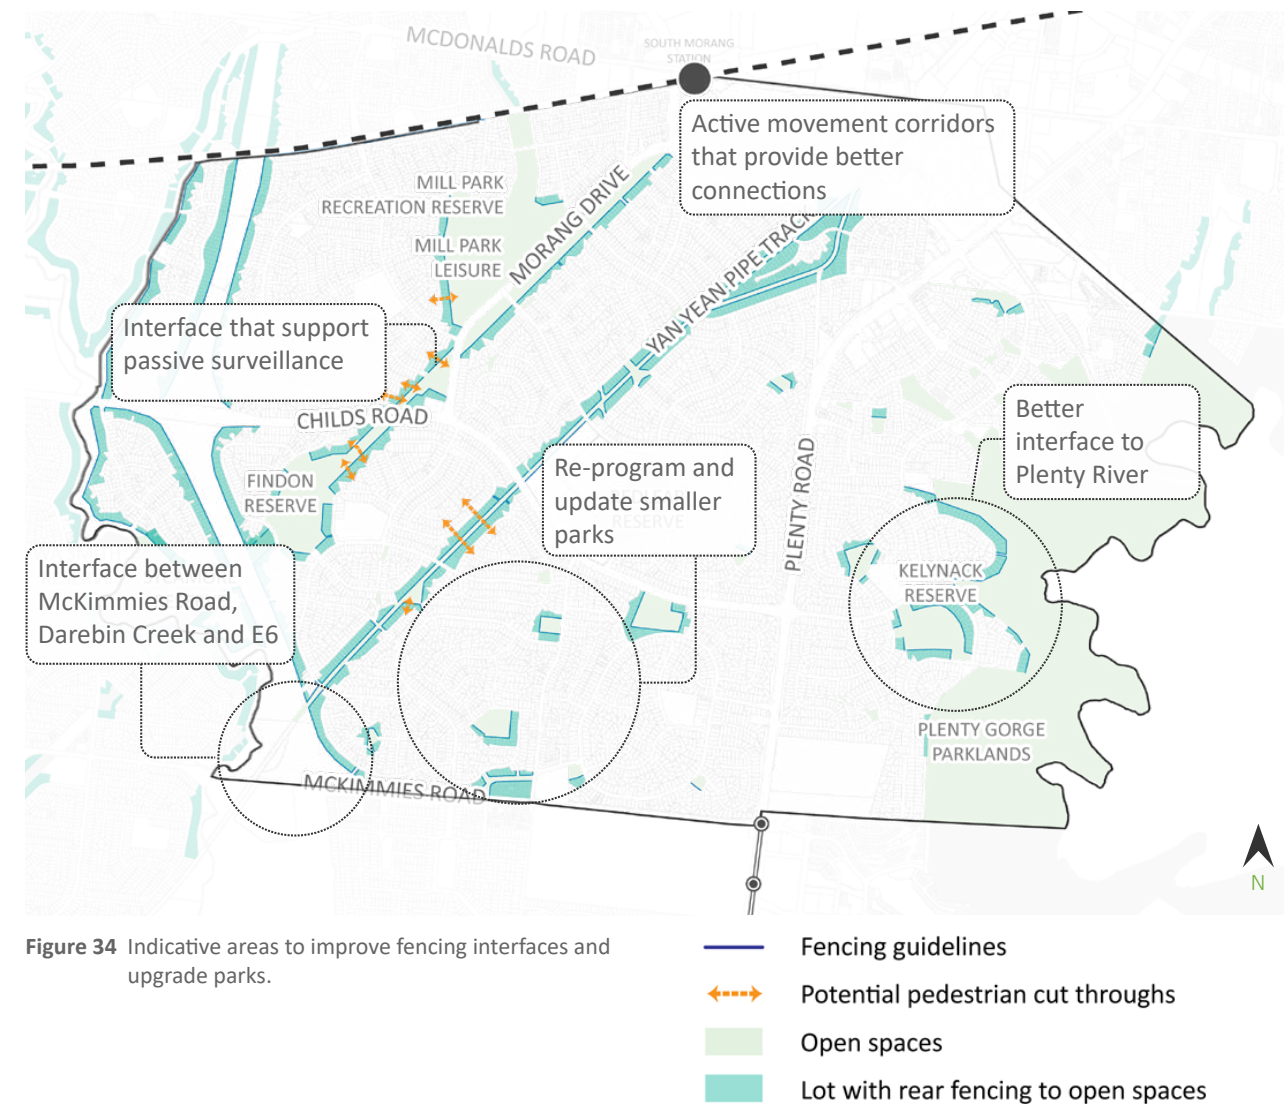 MCDONALDS ROAD
SOUTH MORANG
STATION
Active movement corridors
that provide better
connections
MILL PARK
RECREATION RESERVE
MORANG DRIVE
MILL PARK
LEISURE
YAN YEAN PIPE TRACK
Interface that support
passive surveillance
CHILDS ROAD
Better
interface to
Plenty River
PLENTY ROAD
Re-program and
update smaller
parks
RESERVE
FINDON
RESERVE
Interface between
McKimmies Road,
Darebin Creek and E6
KELYNACK
RESERVE
PLENTY GORGE
PARKLANDS
MCKIMMIES ROAD
N
Figure 34 Indicative areas to improve fencing interfaces and
upgrade parks.
Fencing guidelines
Potential pedestrian cut throughs
Open spaces
Lot with rear fencing to open spaces